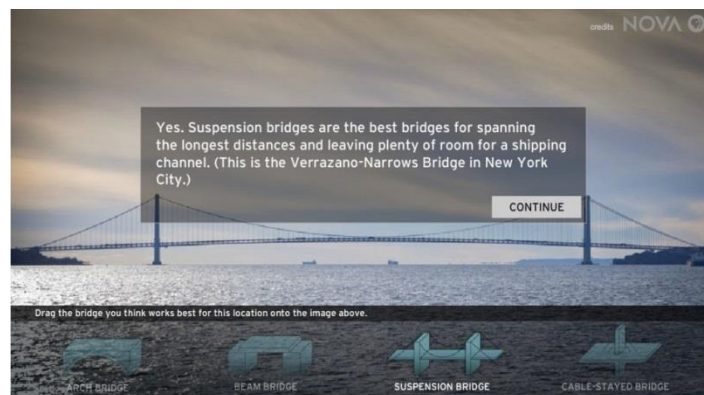 credits NOVA
Yes. Suspension bridges are the best bridges for spanning
the longest distances and leaving plenty of room for a shipping
channel. (This is the Verrazano-Narrows Bridge in New York
City.)
CONTINUE
Drag the bridge you think works best for this location onto the image above.
ARCH BRIDGE BEAM BRIDGE SUSPENSION BRIDGE CABLE-STAYED BRIDGE